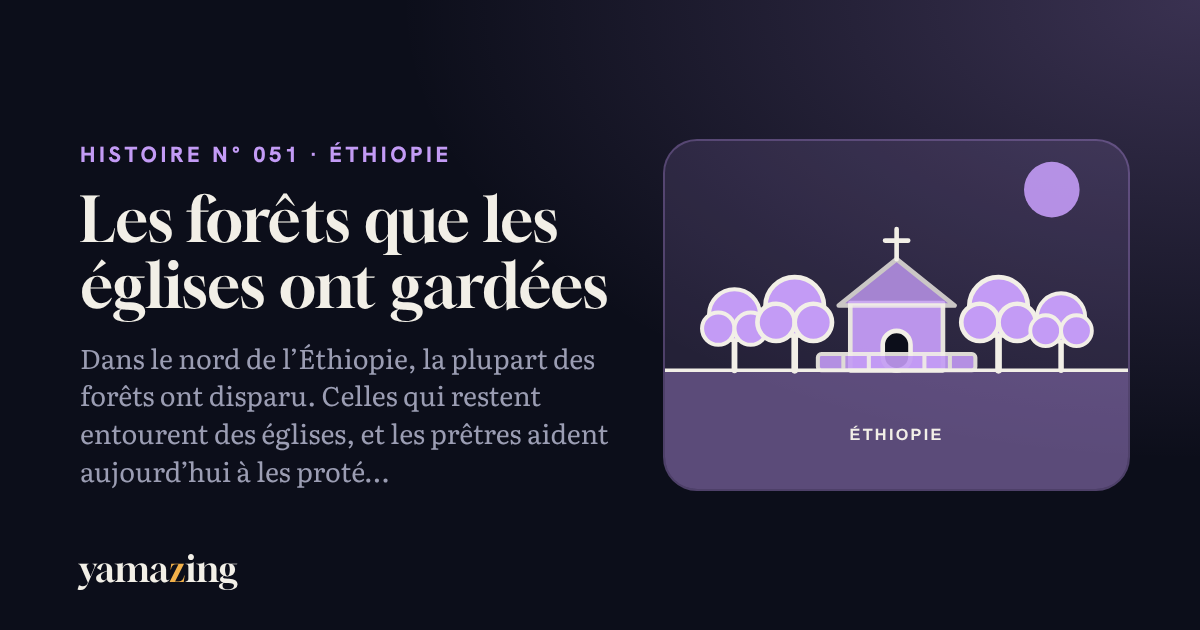 HISTOIRE N° 051 · ÉTHIOPIE
Les forêts que les
églises ont gardées
Dans le nord de l’Éthiopie, la plupart des
forêts ont disparu. Celles qui restent
entourent des églises, et les prêtres aident
aujourd’hui à les proté…
ÉTHIOPIE
yamazing